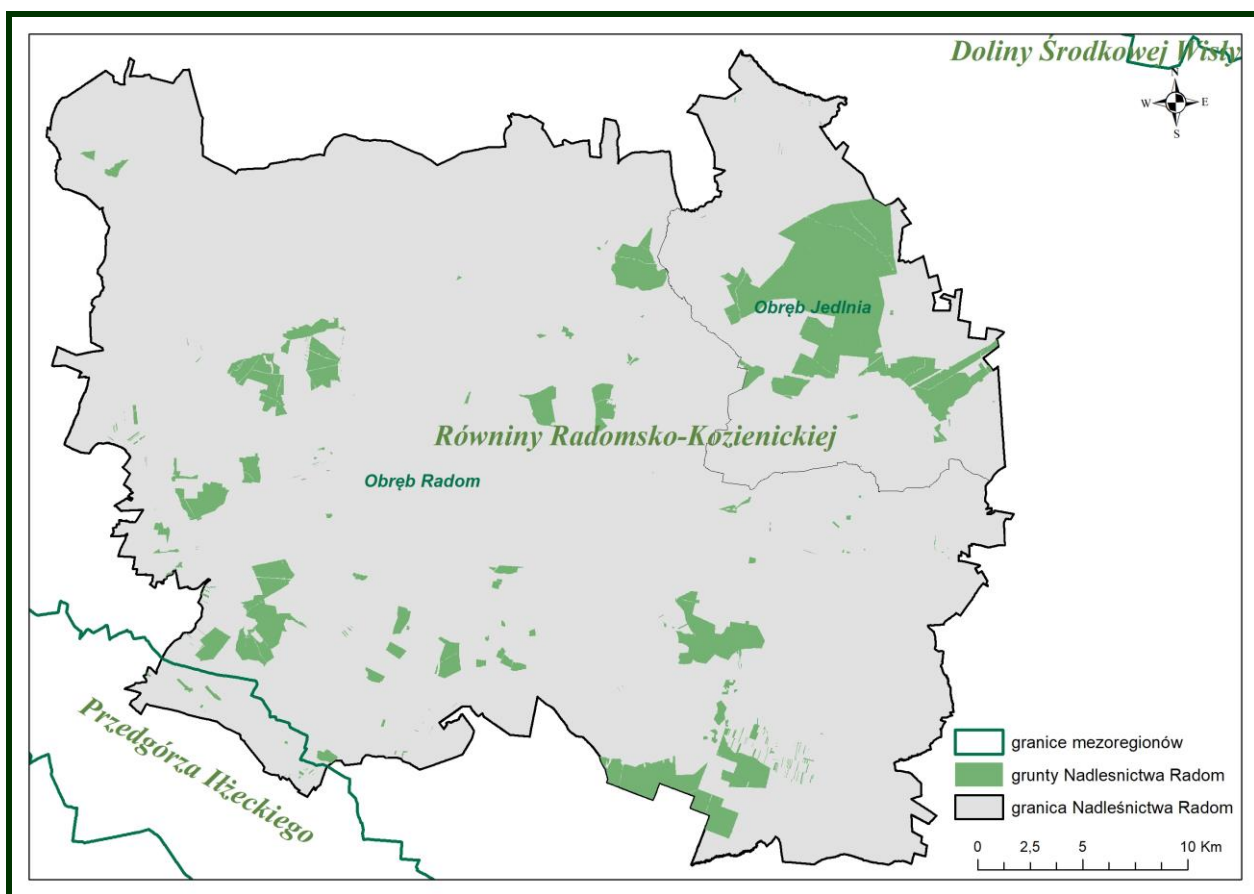 Doliny Środkowej Wisły
N
W E
S
Obręb Jedlnia
Równiny Radomsko-Kozienickiej
Obręb Radom
Przedgórza Iłżeckiego
granice mezoregionów
grunty Nadlesnictwa Radom
granica Nadleśnictwa Radom
0 2,5 5 10 Km